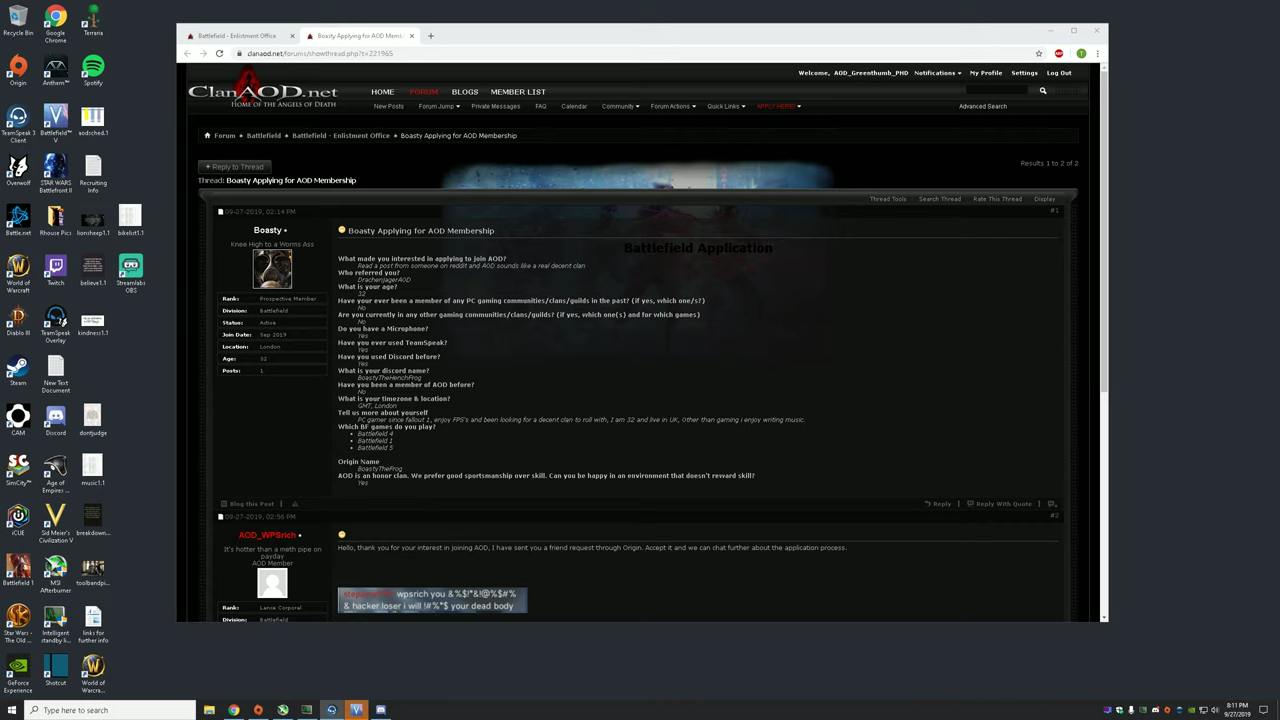 Recycle Bin
Google Chrome
Terraria
Origin
Anthem™
Spotify
TeamSpeak 3 Client
Battlefield™ V
aodsched.1
Overwolf
STAR WARS Battlefront II
Recruiting Info
Battle.net
Rhouse Pics
lionsheep1.1
bikelist1.1
World of Warcraft
Twitch
believe1.1
Streamlabs OBS
Diablo III
TeamSpeak Overlay
kindness1.1
Steam
New Text Document
CAM
Discord
dontjudge
SimCity™
Age of Empires ...
music1.1
iCUE
Sid Meier's Civilization V
breakdown...
Battlefield 1
MSI Afterburner
toolbandpi...
Star Wars - The Old ...
Intelligent standby li...
links for further info
GeForce Experience
Shotcut
World of Warcra...
Battlefield - Enlistment Office
Boasty Applying for AOD Mem
clanaod.net/forums/showthread.php?t=221965
ClanAOD.net
HOME OF THE ANGELS OF DEATH
Welcome, AOD_Greenthumb_PHD Notifications My Profile Settings Log Out
HOME FORUM BLOGS MEMBER LIST
New Posts Forum Jump Private Messages FAQ Calendar Community Forum Actions Quick Links APPLY HERE! Advanced Search
Forum Battlefield Battlefield - Enlistment Office Boasty Applying for AOD Membership
+ Reply to Thread
Results 1 to 2 of 2
Thread: Boasty Applying for AOD Membership
Thread Tools Search Thread Rate This Thread Display
09-27-2019, 02:14 PM #1
Boasty
Knee High to a Worms Ass
Rank: Prospective Member
Division: Battlefield
Status: Active
Join Date: Sep 2019
Location: London
Age: 32
Posts: 1
Boasty Applying for AOD Membership
Battlefield Application
What made you interested in applying to join AOD?
Read a post from someone on reddit and AOD sounds like a real decent clan
Who referred you?
DrachenjagerAOD
What is your age?
32
Have your ever been a member of any PC gaming communities/clans/guilds in the past? (if yes, which one/s?)
No
Are you currently in any other gaming communities/clans/guilds? (if yes, which one(s) and for which games)
No
Do you have a Microphone?
Yes
Have you ever used TeamSpeak?
Yes
Have you used Discord before?
Yes
What is your discord name?
BoastyTheHenchFrog
Have you been a member of AOD before?
No
What is your timezone & location?
GMT, London
Tell us more about yourself
PC gamer since fallout 1, enjoy FPS's and been looking for a decent clan to roll with, I am 32 and live in UK, Other than gaming i enjoy writing music.
Which BF games do you play?
Battlefield 4
Battlefield 1
Battlefield 5
Origin Name
BoastyTheFrog
AOD is an honor clan. We prefer good sportsmanship over skill. Can you be happy in an environment that doesn't reward skill?
Yes
Blog this Post
Reply Reply With Quote
09-27-2019, 02:56 PM #2
AOD_WPSrich
It's hotter than a meth pipe on payday
AOD Member
Rank: Lance Corporal
Division: Battlefield
Hello, thank you for your interest in joining AOD, I have sent you a friend request through Origin. Accept it and we can chat further about the application process.
wpsrich you &%$!*&!@%$#%
& hacker loser i will !#%*$ your dead body
Type here to search
8:11 PM
9/27/2019